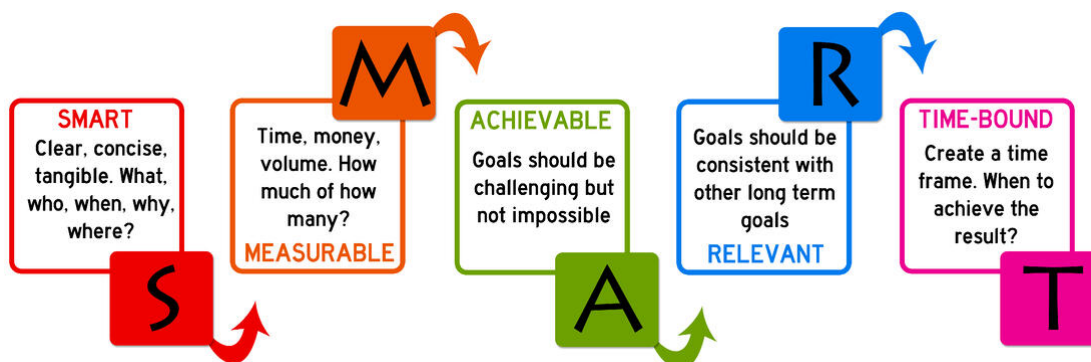 SMART
Clear, concise,
tangible. What,
who, when, why,
where?
S
M
Time, money,
volume. How
much of how
many?
MEASURABLE
ACHIEVABLE
Goals should be
challenging but
not impossible
A
R
Goals should be
consistent with
other long term
goals
RELEVANT
TIME-BOUND
Create a time
frame. When to
achieve the
result?
T